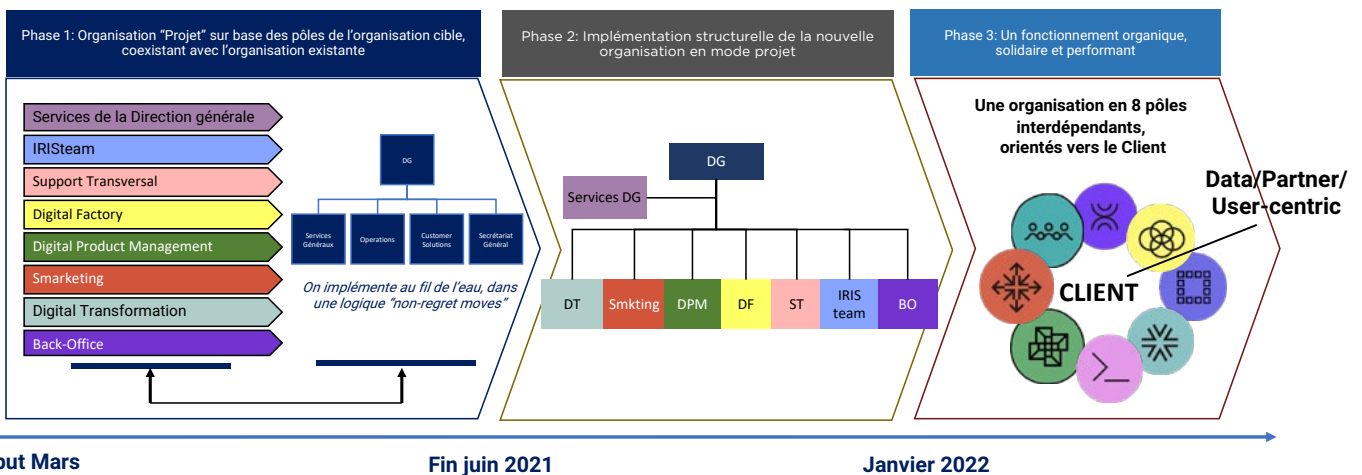 Phase 1: Organisation “Projet” sur base des pôles de l’organisation cible,
coexistant avec l’organisation existante
Phase 2: Implémentation structurelle de la nouvelle
organisation en mode projet
Phase 3: Un fonctionnement organique,
solidaire et performant
Services de la Direction générale
IRISteam
Support Transversal
Digital Factory
Digital Product Management
Smarketing
Digital Transformation
Back-Office
DG
Services
Généraux
Operations
Customer
Solutions
Secrétariat
Général
On implémente au fil de l’eau, dans
une logique “non-regret moves”
DG
Services DG
DT
Smkting
DPM
DF
ST
IRIS
team
BO
Une organisation en 8 pôles
interdépendants,
orientés vers le Client
Data/Partner/
User-centric
CLIENT
but Mars
Fin juin 2021
Janvier 2022